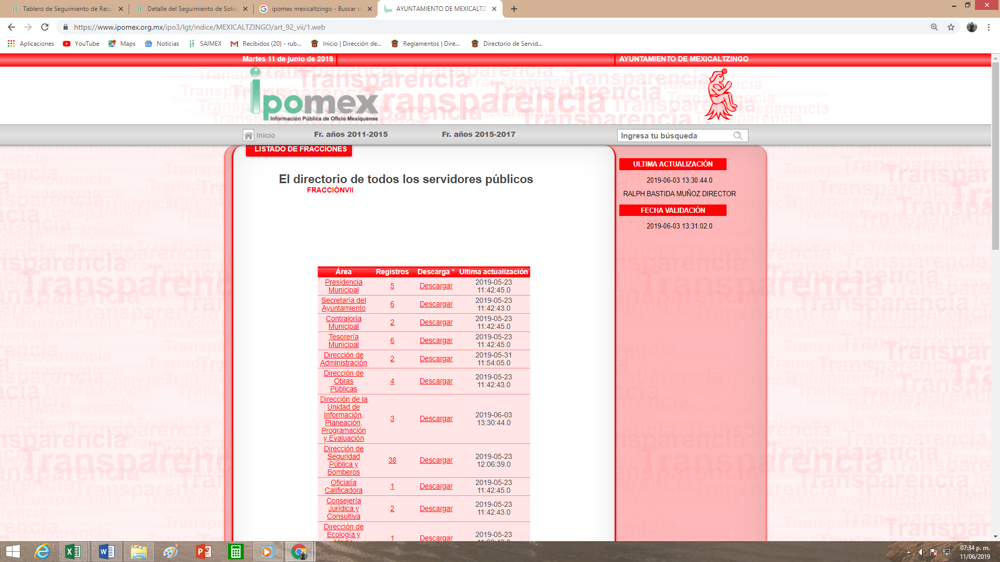 Tablero de Seguimiento de Recu
Detalle del Seguimiento de Solic
ipomex mexicaltzingo - Buscar co
AYUNTAMIENTO DE MEXICALTZI
https://www.ipomex.org.mx/ipo3/lgt/indice/MEXICALTZINGO/art_92_vii/1.web
Aplicaciones
YouTube
Maps
Noticias
SAIMEX
Recibidos (20) - rub...
Inicio | Dirección de...
Reglamentos | Dire...
Directorio de Servid...
Martes 11 de junio de 2019
AYUNTAMIENTO DE MEXICALTZINGO
ipomex
Información Pública de Oficio Mexiquense
Transparencia
Inicio
Fr. años 2011-2015
Fr. años 2015-2017
Ingresa tu búsqueda
LISTADO DE FRACCIONES
El directorio de todos los servidores públicos
FRACCIÓNVII
ULTIMA ACTUALIZACIÓN
2019-06-03 13:30:44.0
RALPH BASTIDA MUÑOZ DIRECTOR
FECHA VALIDACIÓN
2019-06-03 13:31:02.0
Área Registros Descarga * Ultima actualización
Presidencia
Municipal
5 Descargar
2019-05-23
11:42:45.0
Secretaría del
Ayuntamiento
6 Descargar
2019-05-23
11:42:43.0
Contraloría
Municipal
2 Descargar
2019-05-23
11:42:45.0
Tesorería
Municipal
6 Descargar
2019-05-23
11:42:45.0
Dirección de
Administración
2 Descargar
2019-05-31
11:54:05.0
Dirección de
Obras
Públicas
4 Descargar
2019-05-23
11:42:43.0
Dirección de la
Unidad de
Información,
Planeación,
Programación
y Evaluación
3 Descargar
2019-06-03
13:30:44.0
Dirección de
Seguridad
Pública y
Bomberos
38 Descargar
2019-05-23
12:06:39.0
Oficialía
Calificadora
1 Descargar
2019-05-23
11:42:45.0
Consejería
Jurídica y
Consultiva
2 Descargar
2019-05-23
11:42:43.0
Dirección de
Ecología y
1 Descargar
2019-05-23
07:34 p. m.
11/06/2019